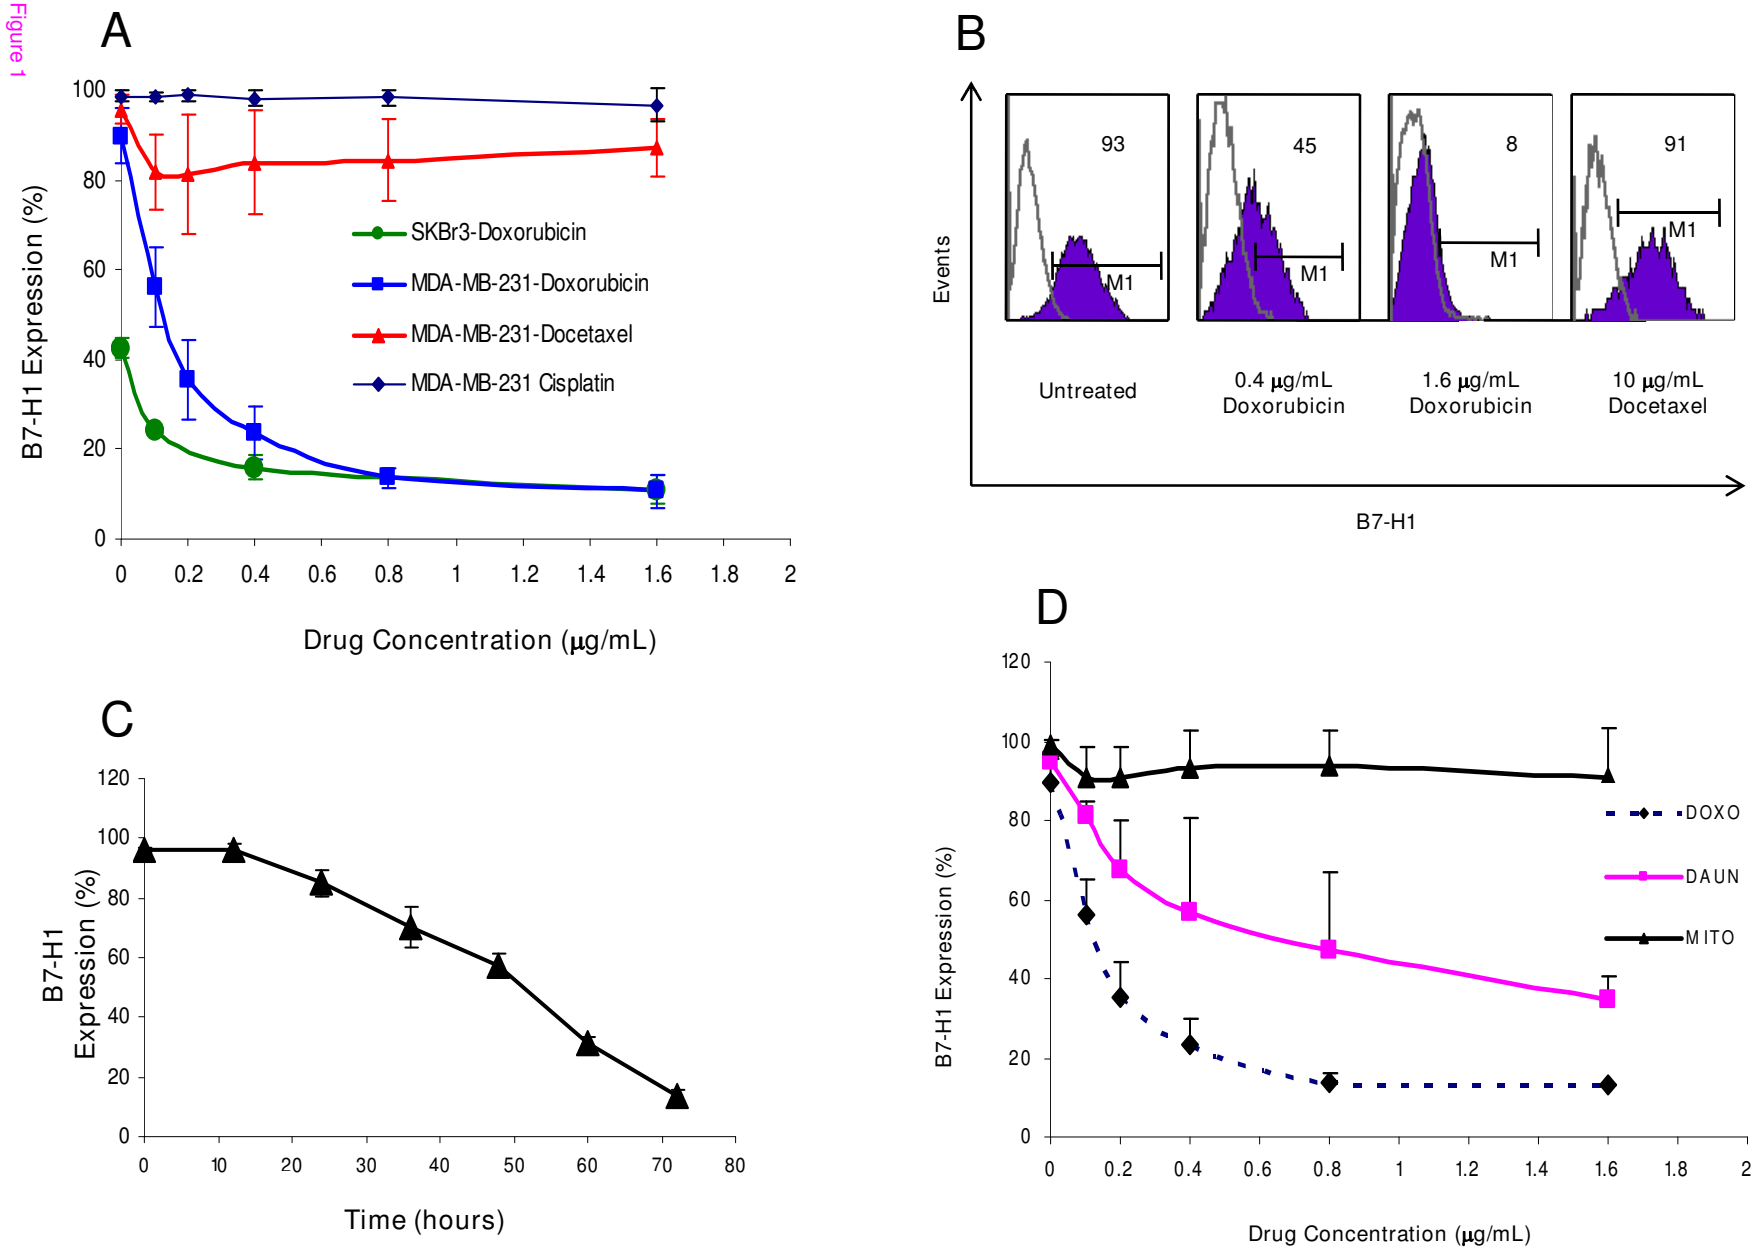 Figure 1
A
100
80
60
40
20
0
B7-H1 Expression (%)
SKBr3-Doxorubicin
MDA-MB-231-Doxorubicin
MDA-MB-231-Docetaxel
MDA-MB-231 Cisplatin
0 0.2 0.4 0.6 0.8 1 1.2 1.4 1.6 2
Drug Concentration (μg/mL)
B
Events
93
M1
45
M1
8
M1
91
M1
Untreated
0.4 μg/mL
Doxorubicin
1.6 μg/mL
Doxorubicin
10 μg/mL
Docetaxel
B7-H1
C
120
100
80
60
40
20
0
B7-H1
Expression (%)
0 10 20 30 40 50 60 70 80
Time (hours)
D
120
100
80
60
40
20
0
B7-H1 Expression (%)
DOXO
DAUN
MITO
0 0.2 0.4 0.6 0.8 1 1.2 1.4 1.6 1.8 2
Drug Concentration (μg/mL)